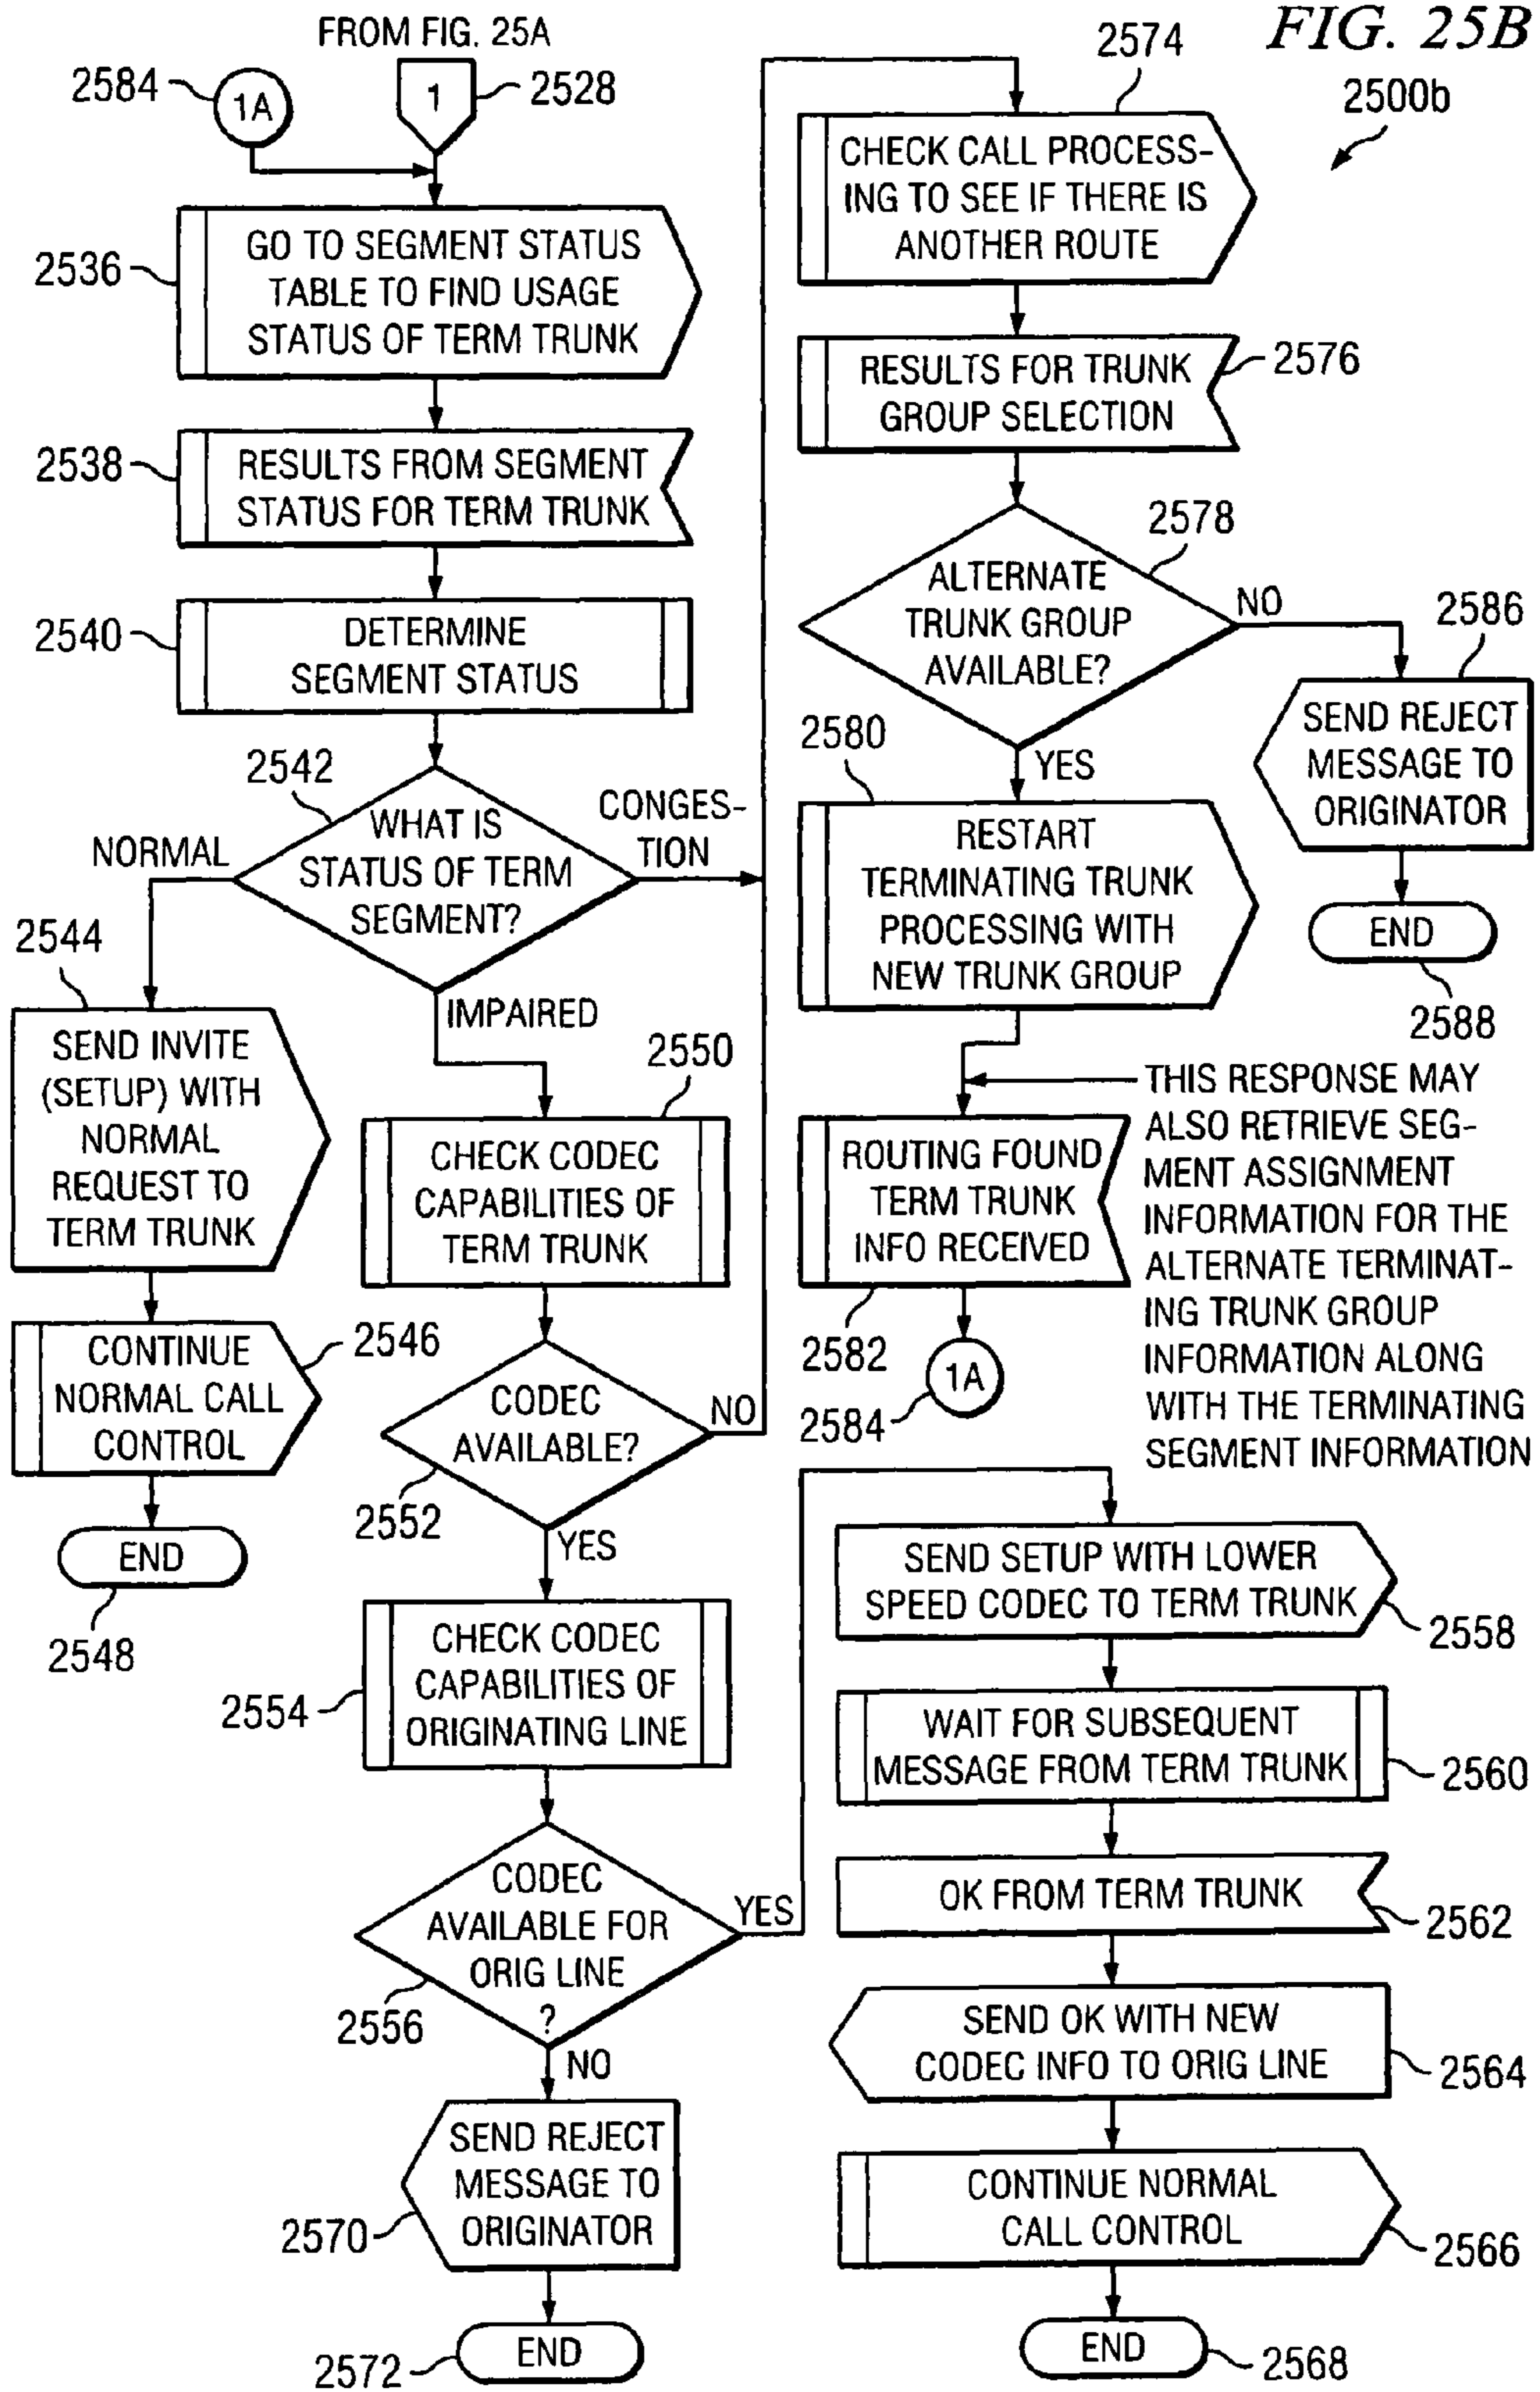 FIG. 25B
2500b
FROM FIG. 25A
2584
1A
1
2528
2536
GO TO SEGMENT STATUS
TABLE TO FIND USAGE
STATUS OF TERM TRUNK
2538
RESULTS FROM SEGMENT
STATUS FOR TERM TRUNK
2540
DETERMINE
SEGMENT STATUS
2542
WHAT IS
STATUS OF TERM
SEGMENT?
NORMAL
CONGES-
TION
IMPAIRED
2544
SEND INVITE
(SETUP) WITH
NORMAL
REQUEST TO
TERM TRUNK
2546
CONTINUE
NORMAL CALL
CONTROL
END
2548
2550
CHECK CODEC
CAPABILITIES OF
TERM TRUNK
CODEC
AVAILABLE?
NO
2552
YES
CHECK CODEC
CAPABILITIES OF
ORIGINATING LINE
2554
CODEC
AVAILABLE FOR
ORIG LINE
?
YES
2556
NO
SEND REJECT
MESSAGE TO
ORIGINATOR
2570
END
2572
2574
CHECK CALL PROCESS-
ING TO SEE IF THERE IS
ANOTHER ROUTE
RESULTS FOR TRUNK
GROUP SELECTION
2576
2578
ALTERNATE
TRUNK GROUP
AVAILABLE?
NO
2586
SEND REJECT
MESSAGE TO
ORIGINATOR
END
2588
YES
2580
RESTART
TERMINATING TRUNK
PROCESSING WITH
NEW TRUNK GROUP
THIS RESPONSE MAY
ALSO RETRIEVE SEG-
MENT ASSIGNMENT
INFORMATION FOR THE
ALTERNATE TERMINAT-
ING TRUNK GROUP
INFORMATION ALONG
WITH THE TERMINATING
SEGMENT INFORMATION
ROUTING FOUND
TERM TRUNK
INFO RECEIVED
2582
1A
2584
SEND SETUP WITH LOWER
SPEED CODEC TO TERM TRUNK
2558
WAIT FOR SUBSEQUENT
MESSAGE FROM TERM TRUNK
2560
OK FROM TERM TRUNK
2562
SEND OK WITH NEW
CODEC INFO TO ORIG LINE
2564
CONTINUE NORMAL
CALL CONTROL
2566
END
2568